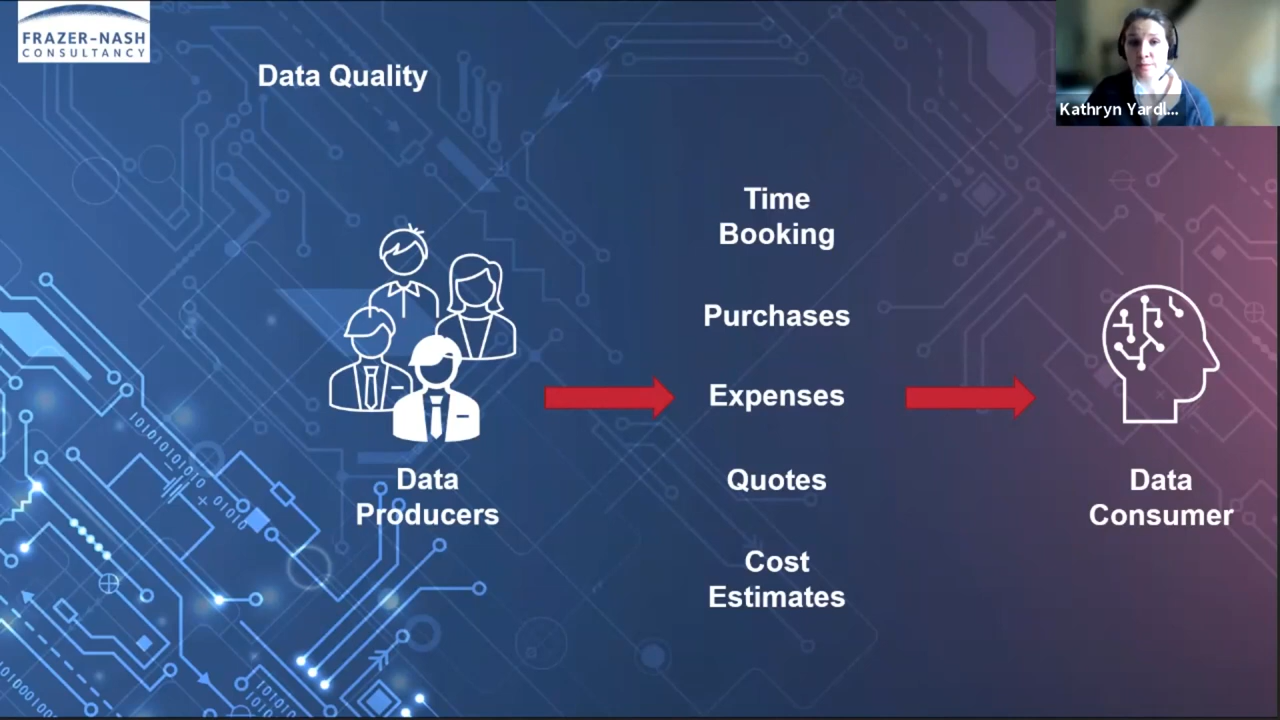 FRAZER-NASH
CONSULTANCY
Data Quality
Kathryn Yardl...
Time
Booking
Purchases
Expenses
Quotes
Cost
Estimates
Data
Producers
Data
Consumer